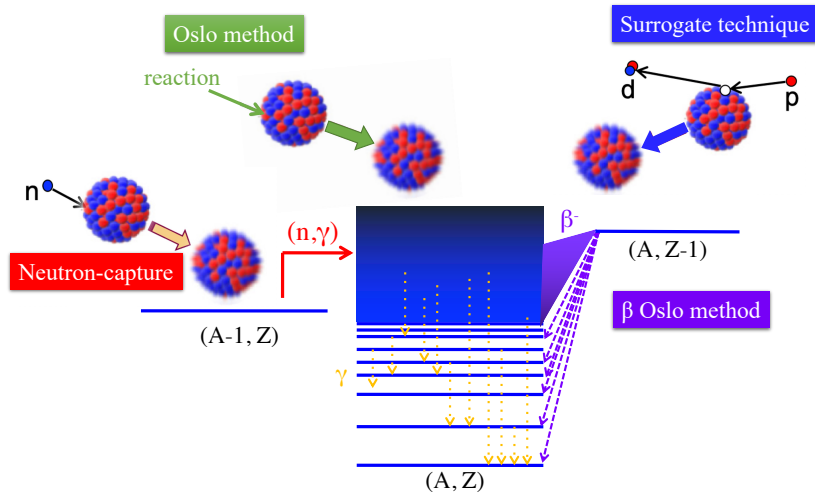 Oslo method
Surrogate technique
reaction
d
p
n
(n,γ)
β-
Neutron-capture
(A, Z-1)
(A-1, Z)
β Oslo method
γ
(A, Z)